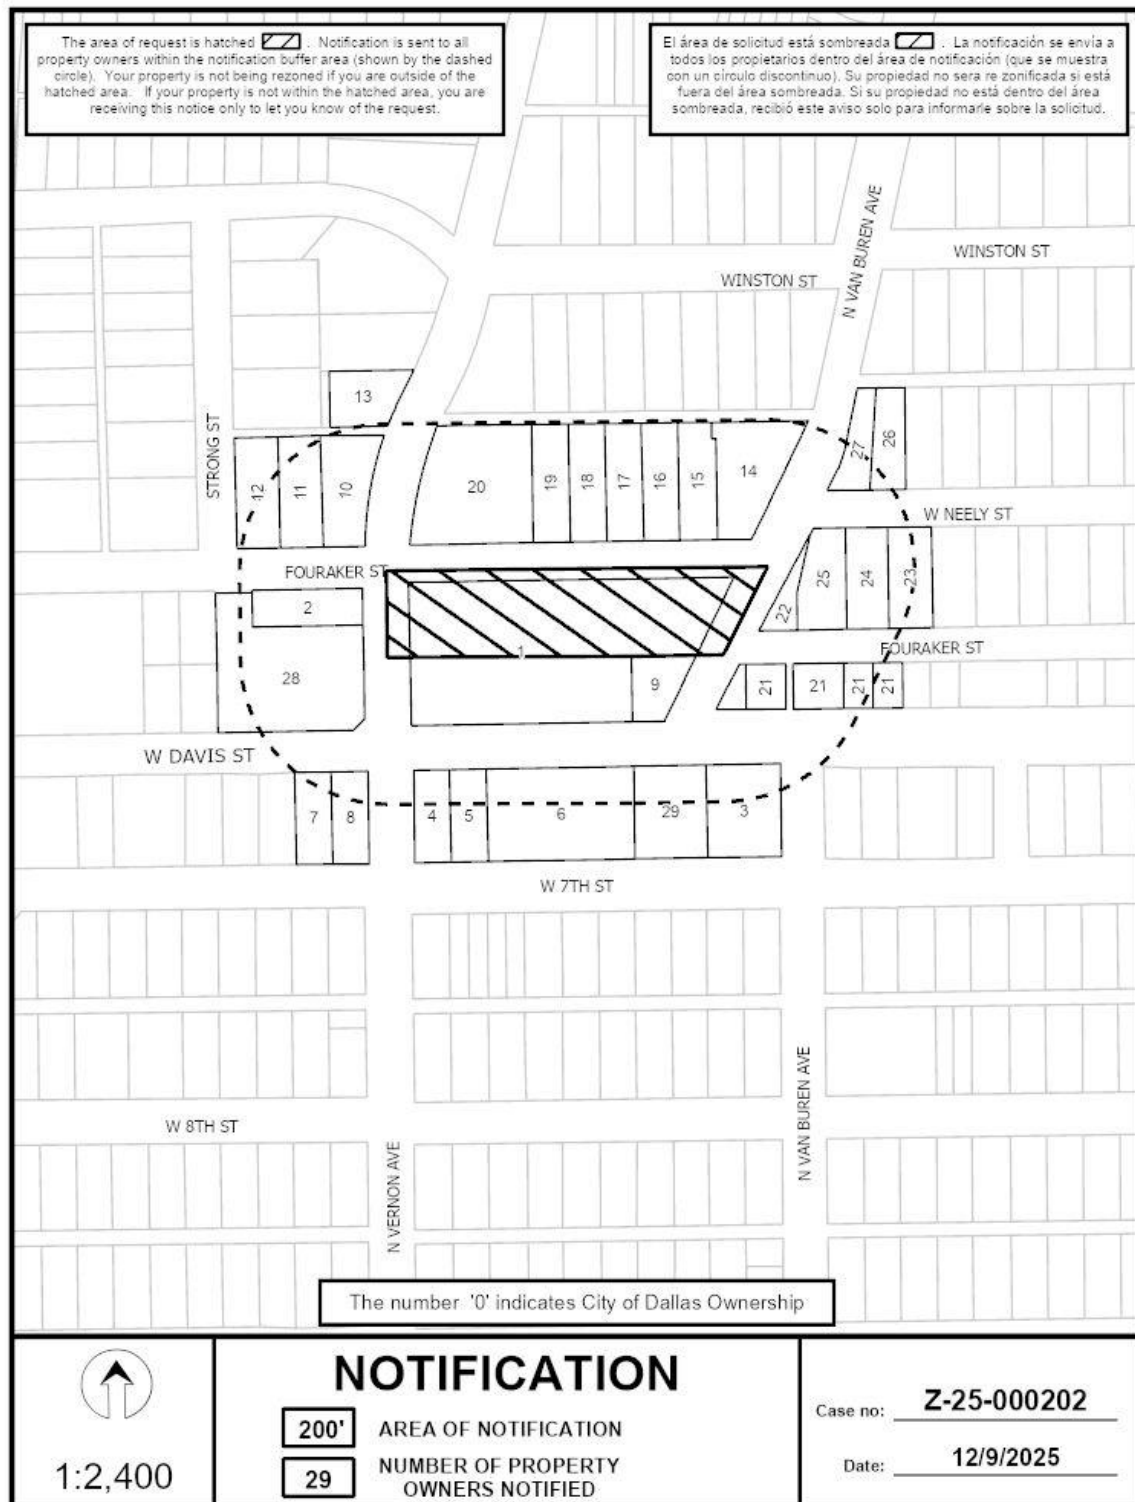 The area of request is hatched . Notification is sent to all
property owners within the notification buffer area (shown by the dashed
circle). Your property is not being rezoned if you are outside of the
hatched area. If your property is not within the hatched area, you are
receiving this notice only to let you know of the request.
El área de solicitud está sombreada . La notificación se envía a
todos los propietarios dentro del área de notificación (que se muestra
con un círculo discontinuo). Su propiedad no sera re zonificada si está
fuera del área sombreada. Si su propiedad no está dentro del área
sombreada, recibió este aviso solo para informarle sobre la solicitud.
N VAN BUREN AVE
WINSTON ST
WINSTON ST
13
STRONG ST
12
11
10
20
19
18
17
16
15
14
27
26
W NEELY ST
FOURAKER ST
2
25
24
23
22
1
FOURAKER ST
28
9
21
21
21
21
W DAVIS ST
7
8
4
5
6
29
3
W 7TH ST
N VAN BUREN AVE
W 8TH ST
N VERNON AVE
The number '0' indicates City of Dallas Ownership
1:2,400
NOTIFICATION
200' AREA OF NOTIFICATION
29 NUMBER OF PROPERTY
OWNERS NOTIFIED
Case no: Z-25-000202
Date: 12/9/2025